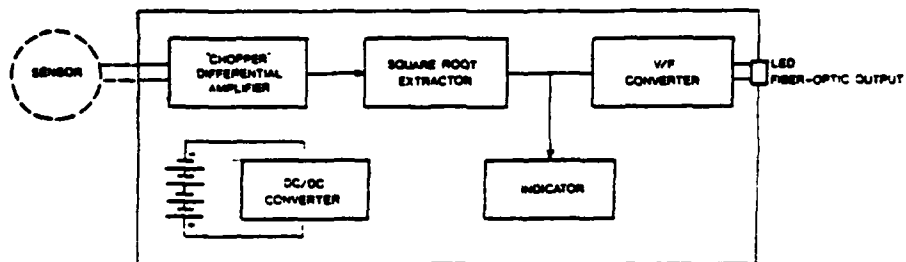 SENSOR
"CHOPPER"
DIFFERENTIAL
AMPLIFIER
SQUARE ROOT
EXTRACTOR
V/F
CONVERTER
LED
FIBER-OPTIC OUTPUT
DC/DC
CONVERTER
INDICATOR